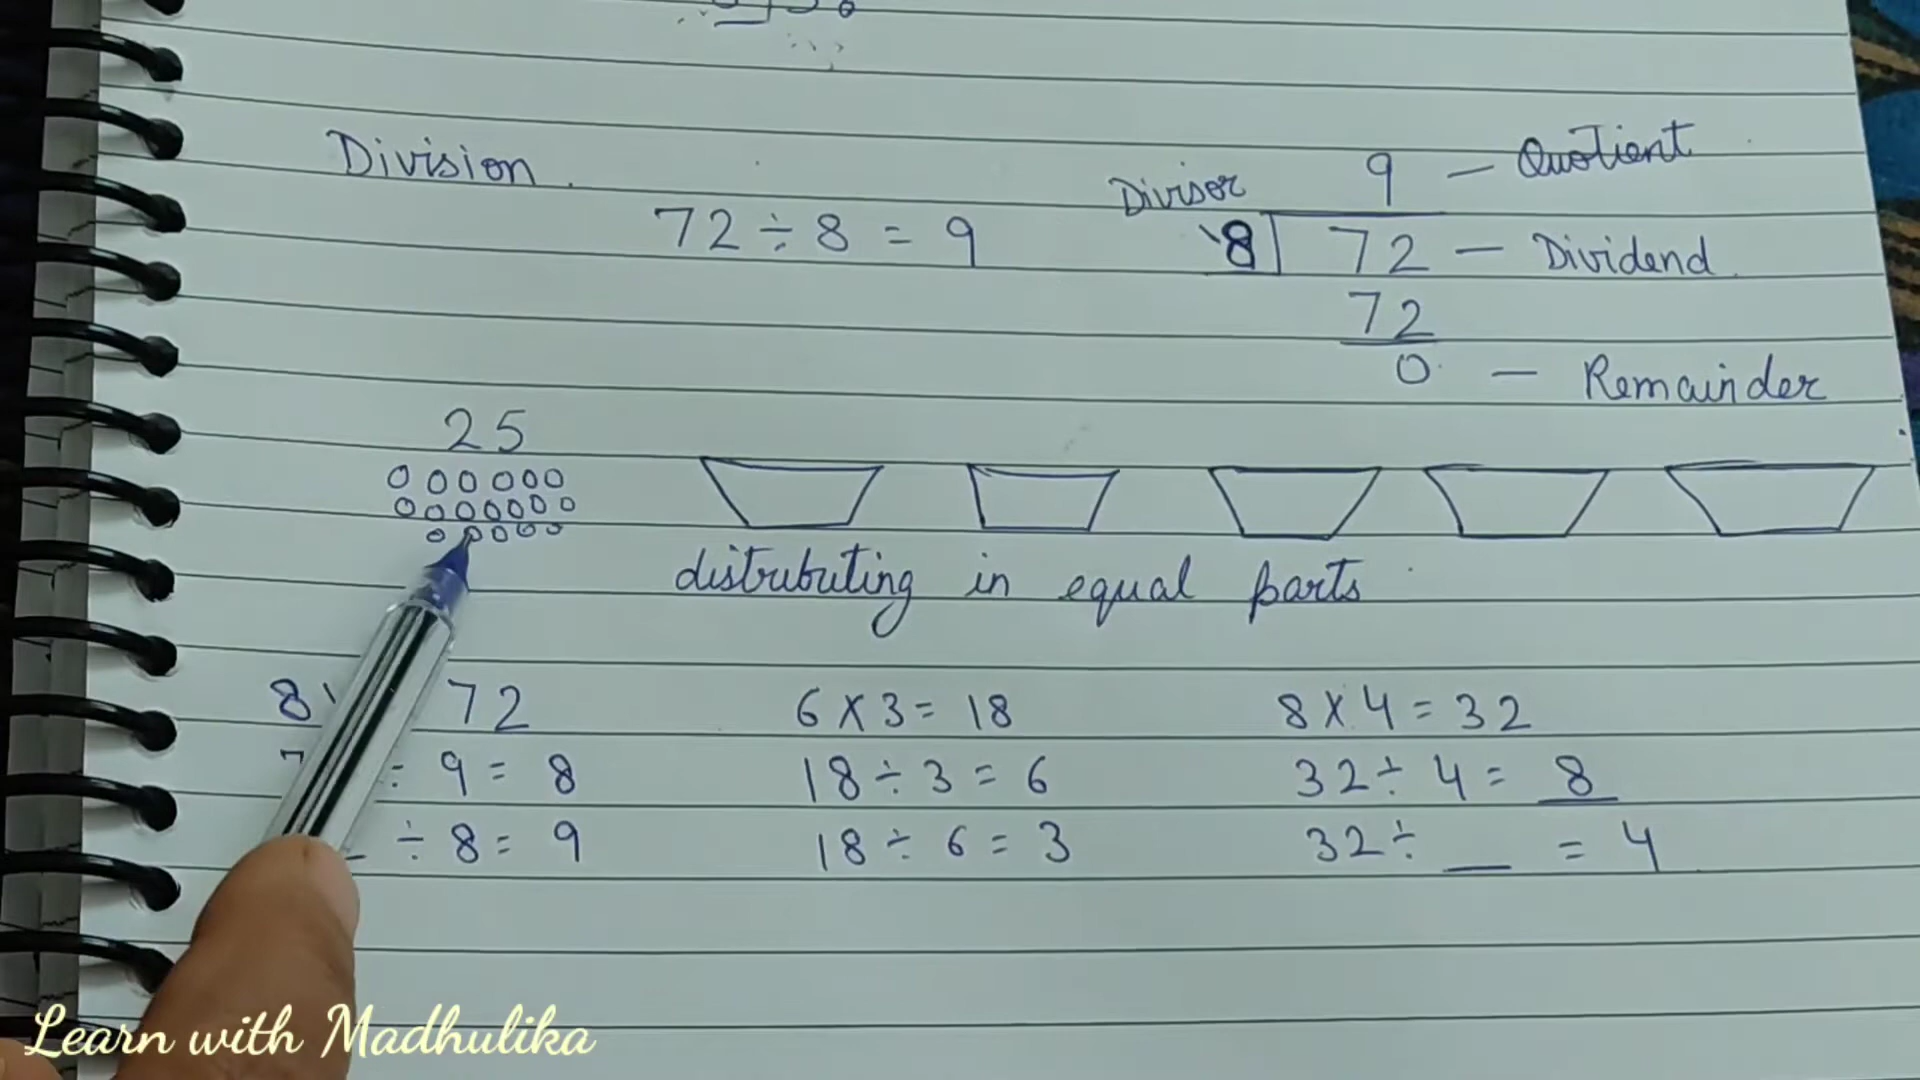 Division.
72 ÷ 8 = 9
Divisor 9 — Quotient
8 72 — Dividend
72
0 — Remainder
25
distrubuting in equal parts
8 72
÷ 9 = 8
÷ 8 = 9
6 X 3 = 18
18 ÷ 3 = 6
18 ÷ 6 = 3
8 X 4 = 32
32 ÷ 4 = 8
32 ÷ __ = 4
Learn with Madhulika